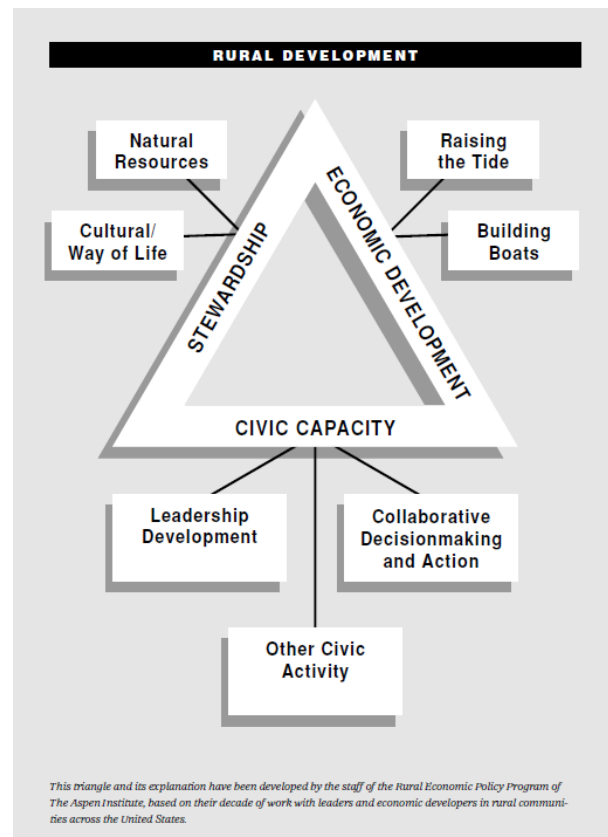 RURAL DEVELOPMENT
Natural
Resources
Raising
the Tide
Cultural/
Way of Life
Building
Boats
STEWARDSHIP
ECONOMIC DEVELOPMENT
CIVIC CAPACITY
Leadership
Development
Collaborative
Decisionmaking
and Action
Other Civic
Activity
This triangle and its explanation have been developed by the staff of the Rural Economic Policy Program of
The Aspen Institute, based on their decade of work with leaders and economic developers in rural communi-
ties across the United States.